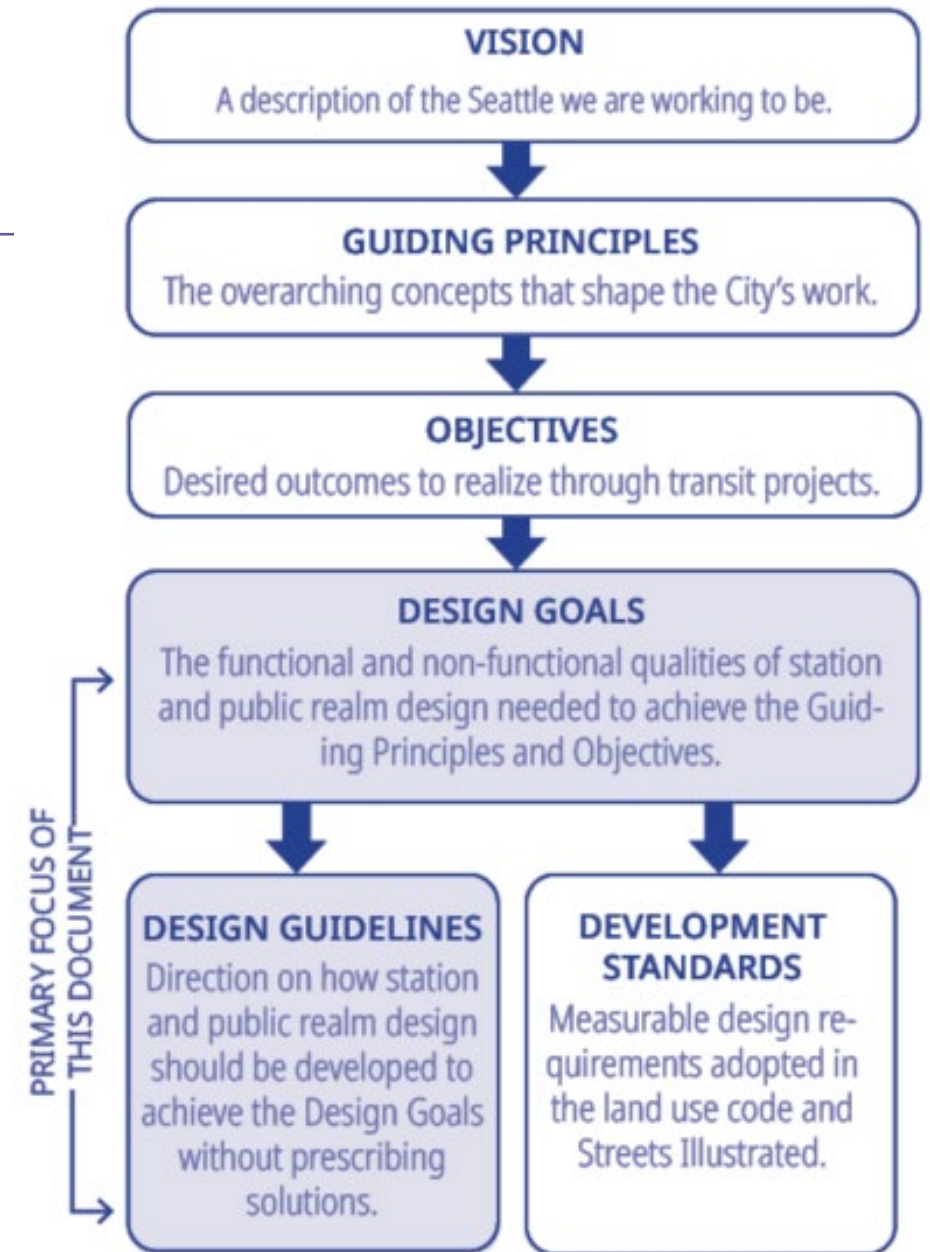 VISION
A description of the Seattle we are working to be.
GUIDING PRINCIPLES
The overarching concepts that shape the City's work.
OBJECTIVES
Desired outcomes to realize through transit projects.
DESIGN GOALS
The functional and non-functional qualities of station
and public realm design needed to achieve the Guid-
ing Principles and Objectives.
PRIMARY FOCUS OF
THIS DOCUMENT
DESIGN GUIDELINES
Direction on how station
and public realm design
should be developed to
achieve the Design Goals
without prescribing
solutions.
DEVELOPMENT
STANDARDS
Measurable design re-
quirements adopted in
the land use code and
Streets Illustrated.